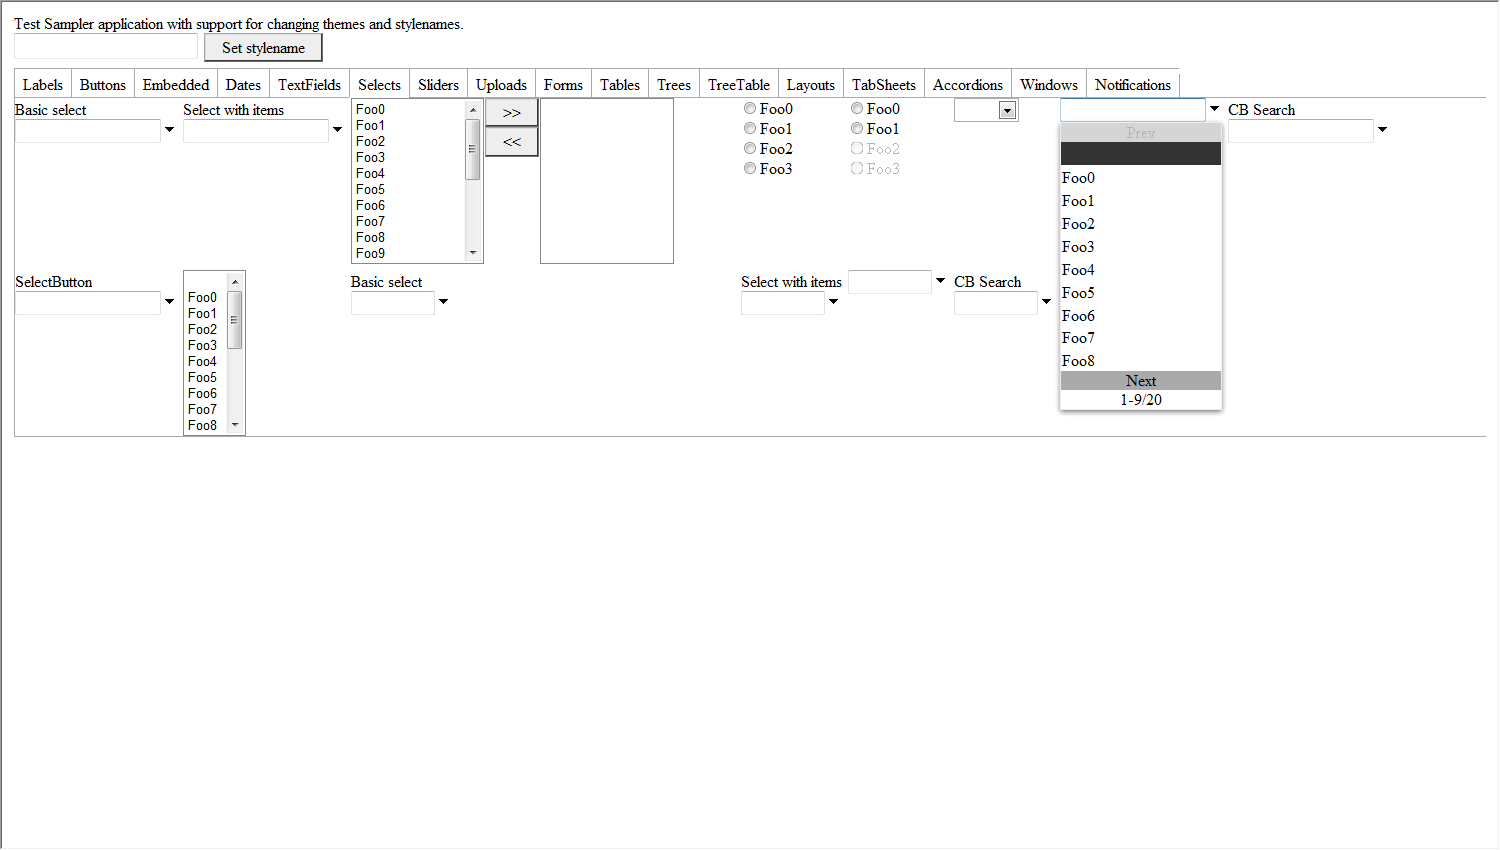 Test Sampler application with support for changing themes and stylenames.
Set stylename
Labels Buttons Embedded Dates TextFields Selects Sliders Uploads Forms Tables Trees TreeTable Layouts TabSheets Accordions Windows Notifications
Basic select
Select with items
Foo0
Foo1
Foo2
Foo3
Foo4
Foo5
Foo6
Foo7
Foo8
Foo9
>>
<<
Foo0
Foo1
Foo2
Foo3
Foo0
Foo1
Foo2
Foo3
Prev
Foo0
Foo1
Foo2
Foo3
Foo4
Foo5
Foo6
Foo7
Foo8
Next
1-9/20
CB Search
SelectButton
Foo0
Foo1
Foo2
Foo3
Foo4
Foo5
Foo6
Foo7
Foo8
Basic select
Select with items
CB Search